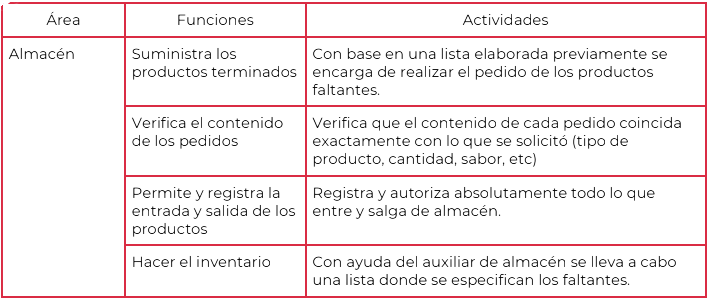 Área
Funciones
Actividades
Almacén
Suministra los
productos terminados
Con base en una lista elaborada previamente se
encarga de realizar el pedido de los productos
faltantes.
Verifica el contenido
de los pedidos
Verifica que el contenido de cada pedido coincida
exactamente con lo que se solicitó (tipo de
producto, cantidad, sabor, etc)
Permite y registra la
entrada y salida de los
productos
Registra y autoriza absolutamente todo lo que
entre y salga de almacén.
Hacer el inventario
Con ayuda del auxiliar de almacén se lleva a cabo
una lista donde se especifican los faltantes.